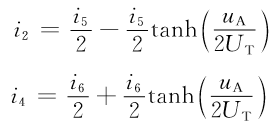 i₂ = i₅/2 − i₅/2 tanh(u_A/2U_T)
i₄ = i₆/2 + i₆/2 tanh(u_A/2U_T)